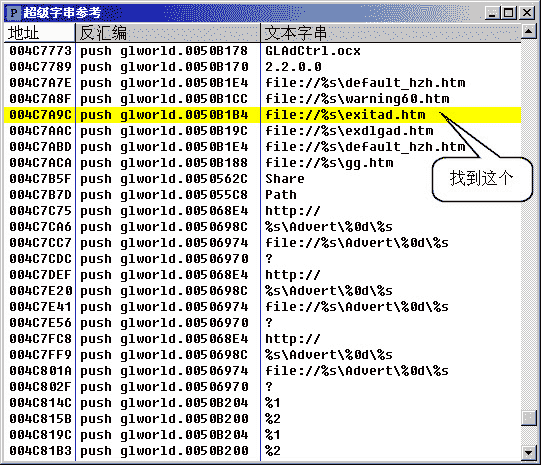 超级字串参考
地址 反汇编 文本字串
004C7773 push glworld.0050B178 GLAdCtrl.ocx
004C7789 push glworld.0050B170 2.2.0.0
004C7A7E push glworld.0050B1E4 file://%s\default_hzh.htm
004C7A8F push glworld.0050B1CC file://%s\warning60.htm
004C7A9C push glworld.0050B1B4 file://%s\exitad.htm
004C7AAC push glworld.0050B19C file://%s\exdlgad.htm
004C7ABD push glworld.0050B1E4 file://%s\default_hzh.htm
004C7ACA push glworld.0050B188 file://%s\gg.htm
找到这个
004C7B5F push glworld.0050562C Share
004C7B7D push glworld.005055C8 Path
004C7C75 push glworld.005068E4 http://
004C7CA6 push glworld.0050698C %s\Advert\%0d\%s
004C7CC7 push glworld.00506974 file://%s\Advert\%0d\%s
004C7CDC push glworld.00506970 ?
004C7DEF push glworld.005068E4 http://
004C7E20 push glworld.0050698C %s\Advert\%0d\%s
004C7E41 push glworld.00506974 file://%s\Advert\%0d\%s
004C7E56 push glworld.00506970 ?
004C7FC8 push glworld.005068E4 http://
004C7FF9 push glworld.0050698C %s\Advert\%0d\%s
004C801A push glworld.00506974 file://%s\Advert\%0d\%s
004C802F push glworld.00506970 ?
004C814C push glworld.0050B204 %1
004C815B push glworld.0050B200 %2
004C819C push glworld.0050B204 %1
004C81B3 push glworld.0050B200 %2